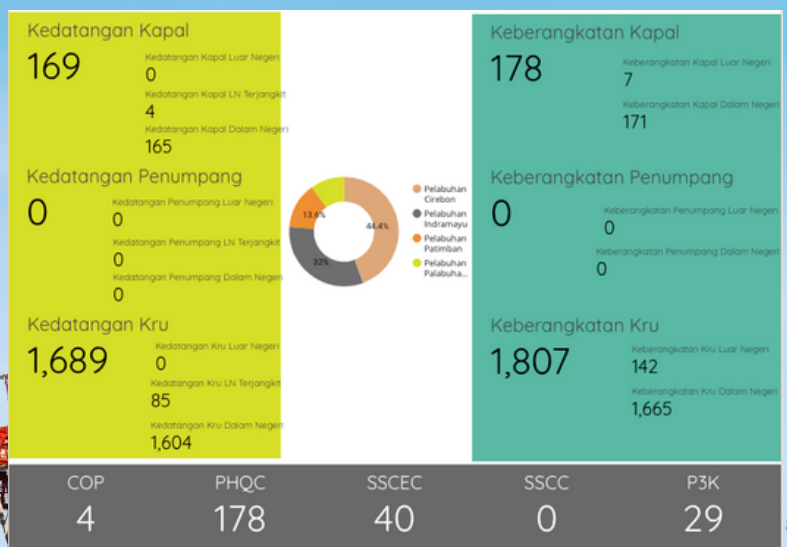 Kedatangan Kapal
169
Kedatangan Kapal Luar Negeri
0
Kedatangan Kapal LN Terjangkit
4
Kedatangan Kapal Dalam Negeri
165
Kedatangan Penumpang
0
Kedatangan Penumpang Luar Negeri
0
Kedatangan Penumpang LN Terjangkit
0
Kedatangan Penumpang Dalam Negeri
0
Kedatangan Kru
1,689
Kedatangan Kru Luar Negeri
0
Kedatangan Kru LN Terjangkit
85
Kedatangan Kru Dalam Negeri
1,604
13.6%
44.4%
32%
Pelabuhan
Cirebon
Pelabuhan
Indramayu
Pelabuhan
Patimban
Pelabuhan
Palabuha...
Keberangkatan Kapal
178
Keberangkatan Kapal Luar Negeri
7
Keberangkatan Kapal Dalam Negeri
171
Keberangkatan Penumpang
0
Keberangkatan Penumpang Luar Negeri
0
Keberangkatan Penumpang Dalam Negeri
0
Keberangkatan Kru
1,807
Keberangkatan Kru Luar Negeri
142
Keberangkatan Kru Dalam Negeri
1,665
COP
4
PHQC
178
SSCEC
40
SSCC
0
P3K
29